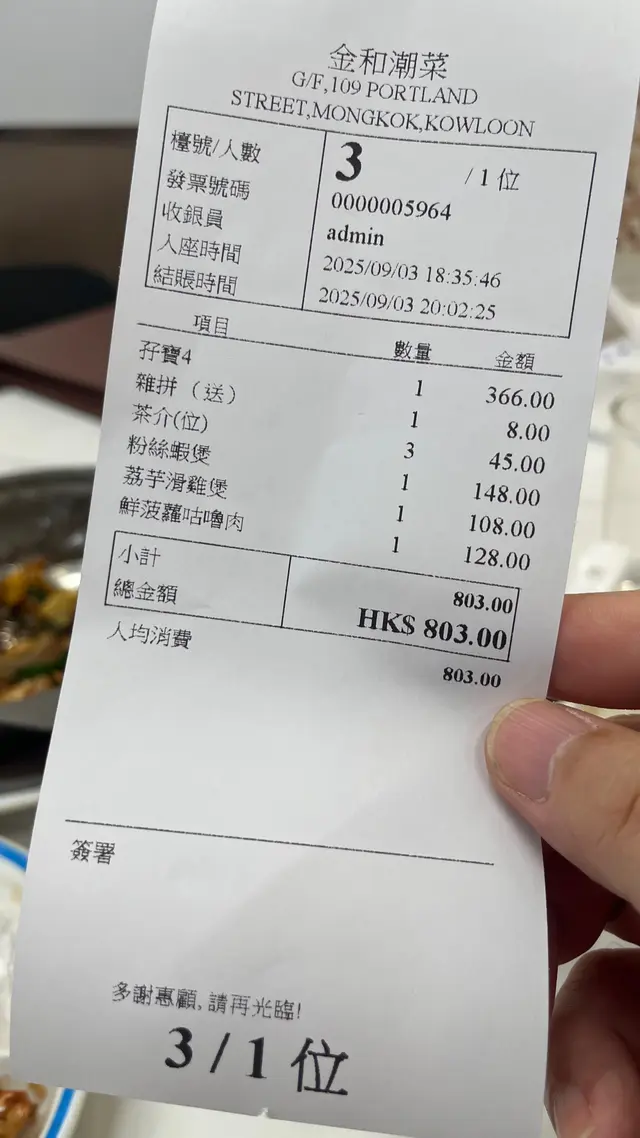 金和潮菜
G/F,109 PORTLAND
STREET,MONGKOK,KOWLOON
檯號/人數 3 /1 位
發票號碼 0000005964
收銀員 admin
入座時間 2025/09/03 18:35:46
結賬時間 2025/09/03 20:02:25
項目 數量 金額
孖寶4 1 366.00
雜拼（送） 1 8.00
茶介(位) 3 45.00
粉絲蝦煲 1 148.00
荔芋滑雞煲 1 108.00
鮮菠蘿咕嚕肉 1 128.00
小計 803.00
總金額 HK$ 803.00
人均消費 803.00
簽署
多謝惠顧,請再光臨!
3 / 1 位